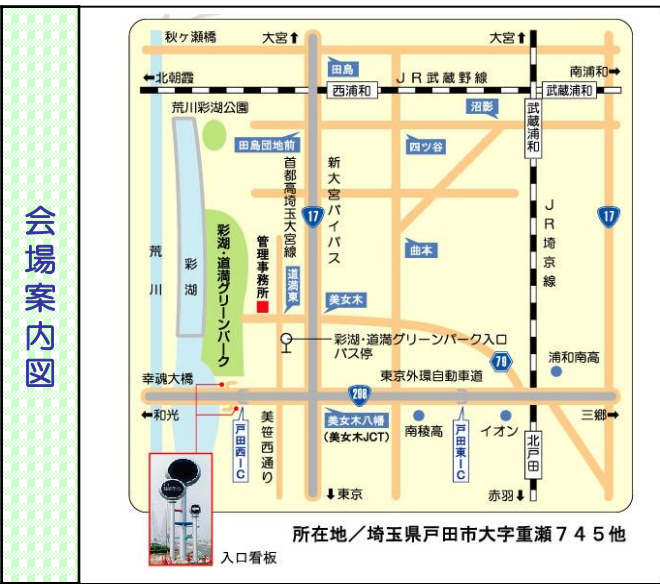 会場案内図
秋ヶ瀬橋
大宮↑
大宮↑
←北朝霞
田島
JR武蔵野線
南浦和→
西浦和
武蔵浦和
荒川彩湖公園
沼影
武蔵浦和
田島団地前
四ツ谷
首都高埼玉大宮線
新大宮バイパス
17
17
JR埼京線
荒川
彩湖
彩湖・道満グリーンパーク
管理事務所
道満東
曲本
美女木
彩湖・道満グリーンパーク入口
バス停
79
浦和南高
幸魂大橋
東京外環自動車道
298
←和光
戸田西IC
美笹西通り
美女木八幡
(美女木JCT)
南稜高
戸田東IC
イオン
北戸田
三郷→
↓東京
赤羽↓
入口看板
所在地/埼玉県戸田市大字重瀬745他